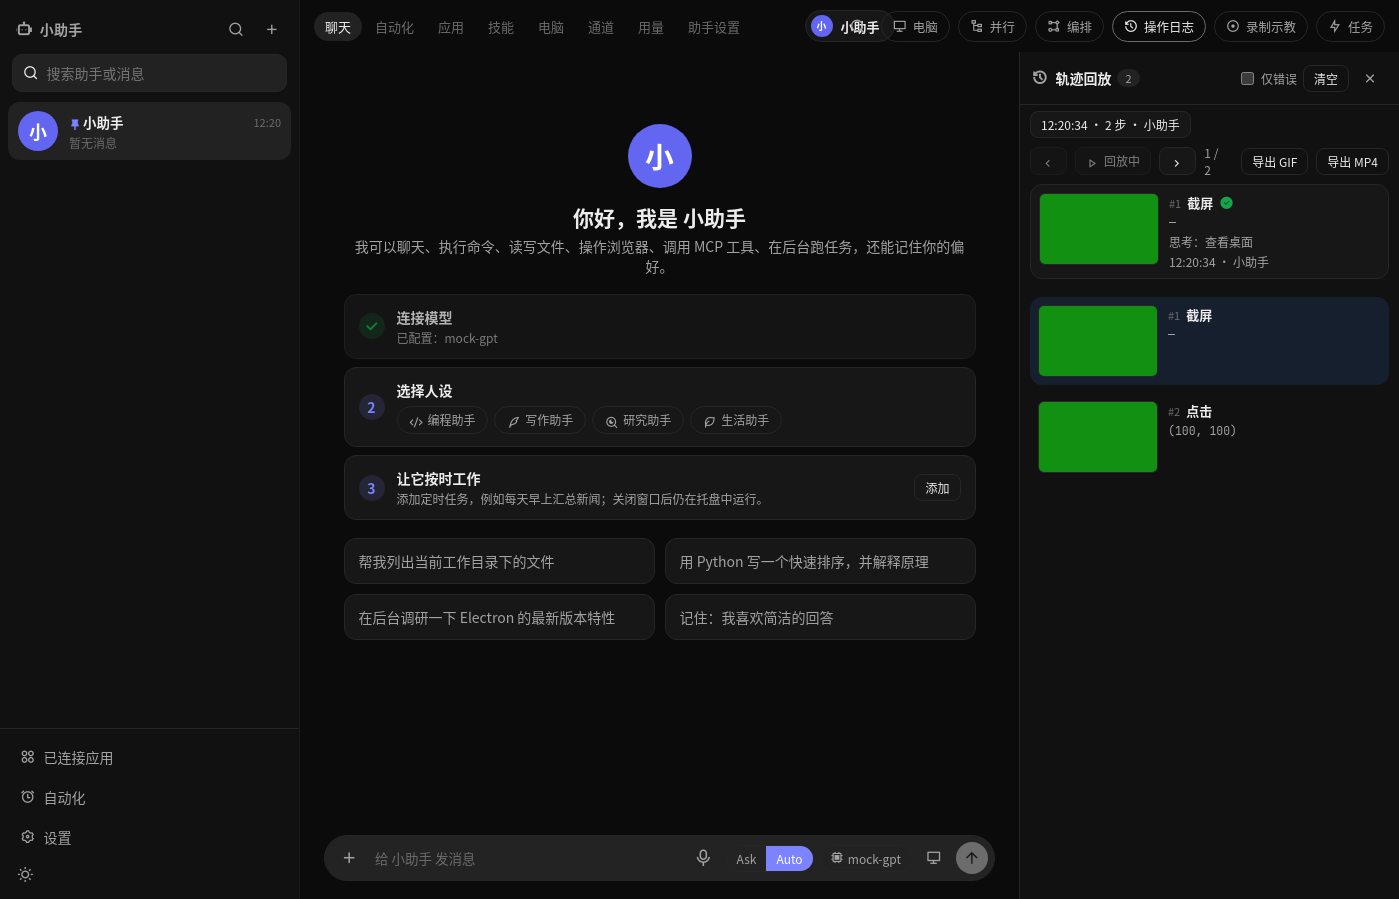 小助手
搜索助手或消息
小
小助手
12:20
暂无消息
已连接应用
自动化
设置
聊天
自动化
应用
技能
电脑
通道
用量
助手设置
小
小助手
电脑
并行
编排
操作日志
录制示教
任务
小
你好，我是 小助手
我可以聊天、执行命令、读写文件、操作浏览器、调用 MCP 工具、在后台跑任务，还能记住你的偏
好。
连接模型
已配置：mock-gpt
2
选择人设
编程助手
写作助手
研究助手
生活助手
3
让它按时工作
添加定时任务，例如每天早上汇总新闻；关闭窗口后仍在托盘中运行。
添加
帮我列出当前工作目录下的文件
用 Python 写一个快速排序，并解释原理
在后台调研一下 Electron 的最新版本特性
记住：我喜欢简洁的回答
给 小助手 发消息
Ask
Auto
mock-gpt
轨迹回放
2
仅错误
清空
12:20:34 · 2 步 · 小助手
回放中
1 /
2
导出 GIF
导出 MP4
#1 截屏
—
思考：查看桌面
12:20:34 · 小助手
#1 截屏
—
#2 点击
(100, 100)